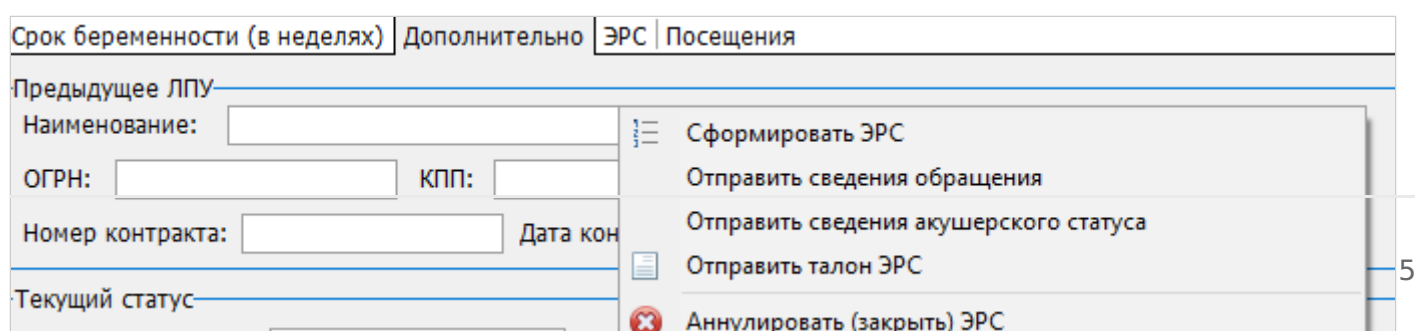 Срок беременности (в неделях) Дополнительно ЭРС Посещения
Предыдущее ЛПУ
Наименование:
Сформировать ЭРС
ОГРН: КПП:
Отправить сведения обращения
Отправить сведения акушерского статуса
Номер контракта: Дата кон
Отправить талон ЭРС
5
Текущий статус
Аннулировать (закрыть) ЭРС